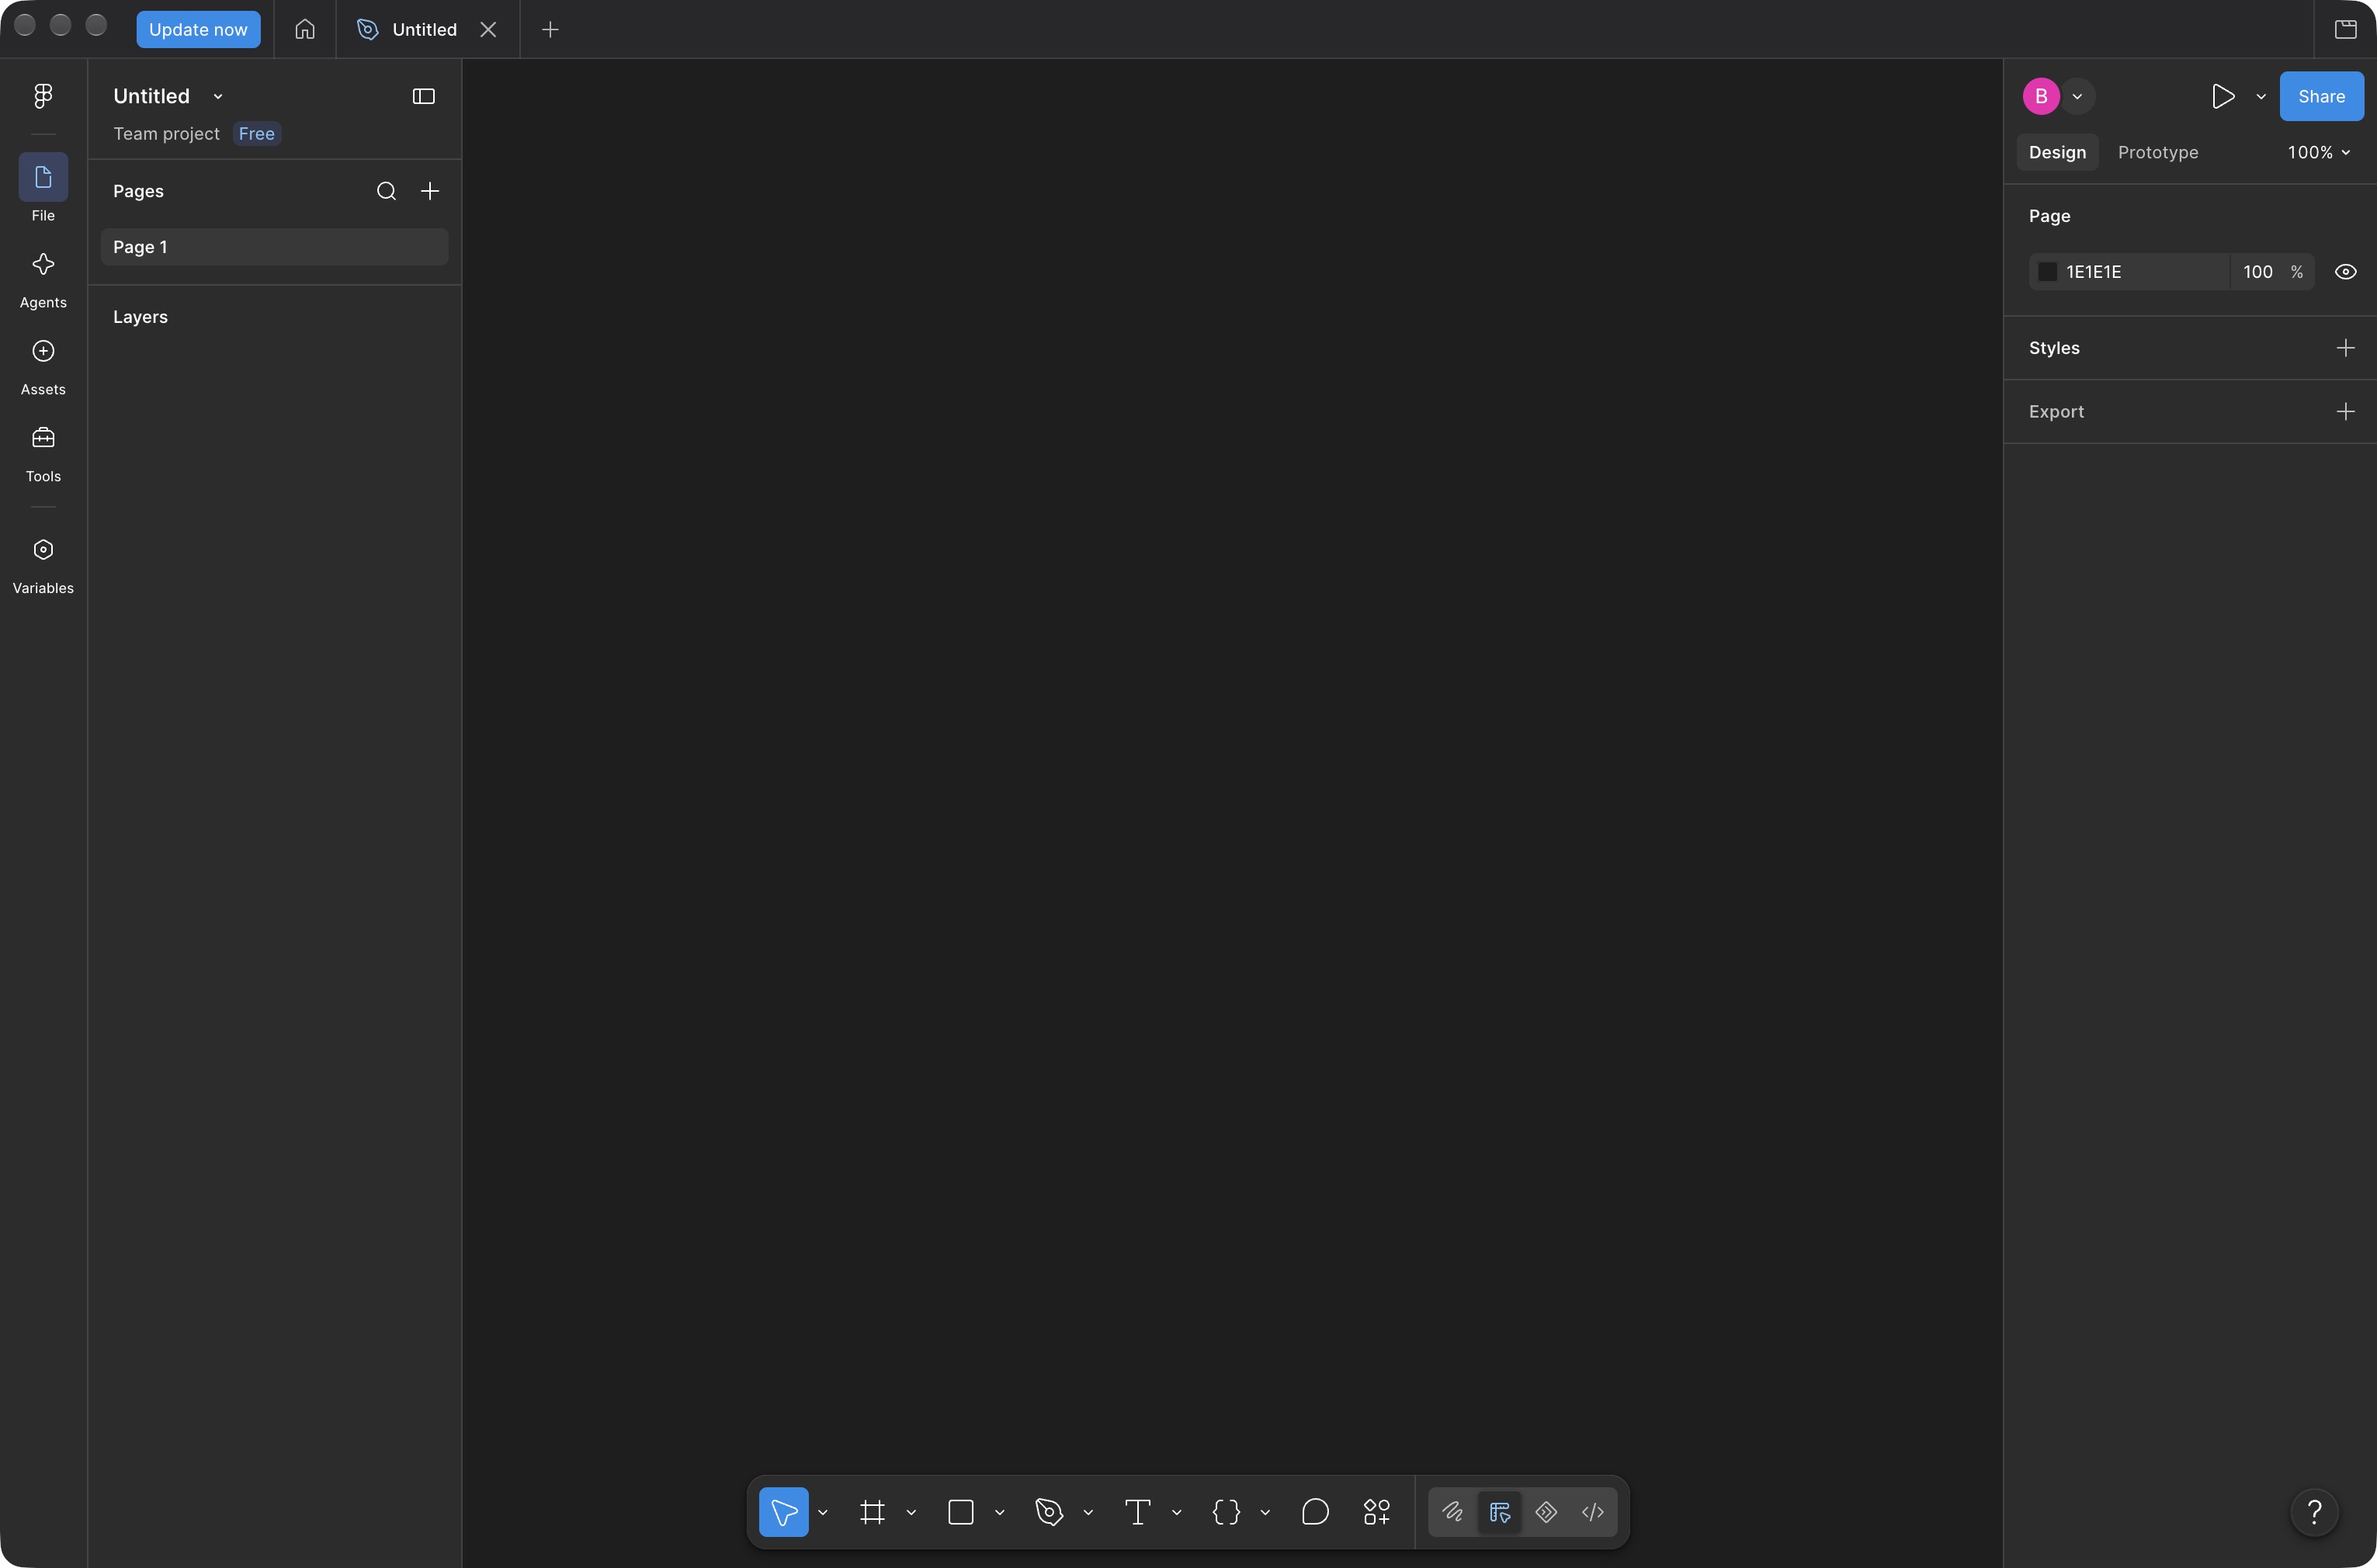 Update now
Untitled
Untitled
Team project Free
File
Agents
Assets
Tools
Variables
Pages
Page 1
Layers
B
Share
Design Prototype 100%
Page
1E1E1E 100 %
Styles
Export
?